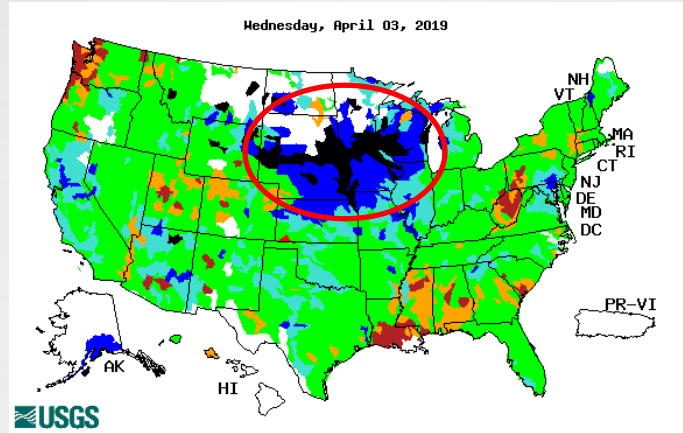 Wednesday, April 03, 2019
NH
VT
MA
RI
CT
NJ
DE
MD
DC
PR-VI
AK
HI
USGS